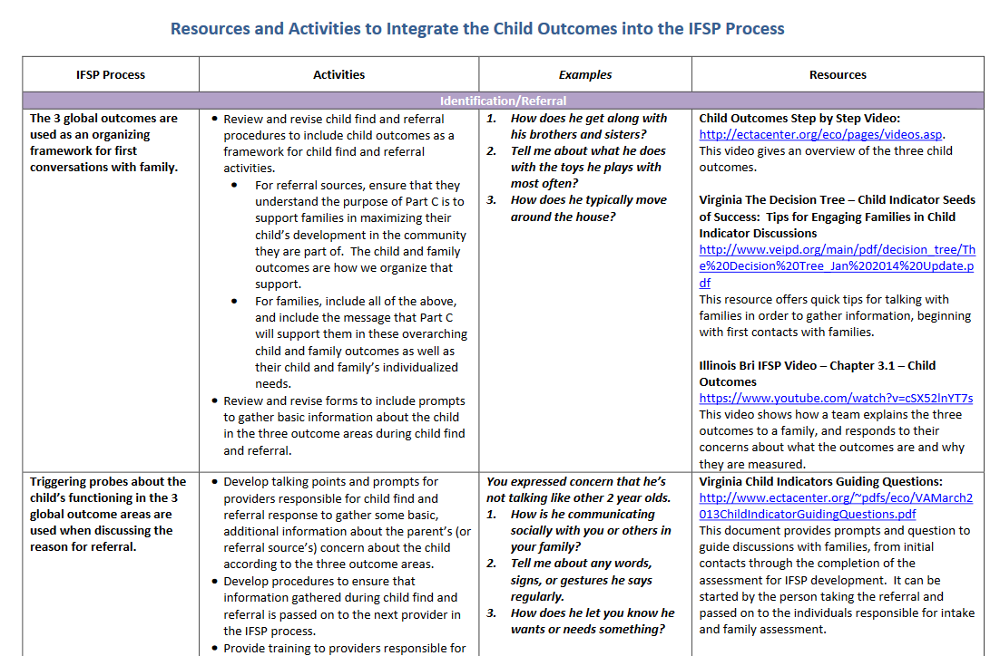 Resources and Activities to Integrate the Child Outcomes into the IFSP Process
IFSP Process
Activities
Examples
Resources
Identification/Referral
The 3 global outcomes are
used as an organizing
framework for first
conversations with family.
• Review and revise child find and referral
procedures to include child outcomes as a
framework for child find and referral
activities.
• For referral sources, ensure that they
understand the purpose of Part C is to
support families in maximizing their
child's development in the community
they are part of.  The child and family
outcomes are how we organize that
support.
• For families, include all of the above,
and include the message that Part C
will support them in these overarching
child and family outcomes as well as
their child and family's individualized
needs.
• Review and revise forms to include prompts
to gather basic information about the child
in the three outcome areas during child find
and referral.
1. How does he get along with
his brothers and sisters?
2. Tell me about what he does
with the toys he plays with
most often?
3. How does he typically move
around the house?
Child Outcomes Step by Step Video:
http://ectacenter.org/eco/pages/videos.asp.
This video gives an overview of the three child
outcomes.
Virginia The Decision Tree – Child Indicator Seeds
of Success:  Tips for Engaging Families in Child
Indicator Discussions
http://www.veipd.org/main/pdf/decision_tree/Th
e%20Decision%20Tree_Jan%202014%20Update.p
df
This resource offers quick tips for talking with
families in order to gather information, beginning
with first contacts with families.
Illinois Bri IFSP Video – Chapter 3.1 – Child
Outcomes
https://www.youtube.com/watch?v=cSX52lnYT7s
This video shows how a team explains the three
outcomes to a family, and responds to their
concerns about what the outcomes are and why
they are measured.
Triggering probes about the
child's functioning in the 3
global outcome areas are
used when discussing the
reason for referral.
• Develop talking points and prompts for
providers responsible for child find and
referral response to gather some basic,
additional information about the parent's (or
referral source's) concern about the child
according to the three outcome areas.
• Develop procedures to ensure that
information gathered during child find and
referral is passed on to the next provider in
the IFSP process.
• Provide training to providers responsible for
You expressed concern that he's
not talking like other 2 year olds.
1. How is he communicating
socially with you or others in
your family?
2. Tell me about any words,
signs, or gestures he says
regularly.
3. How does he let you know he
wants or needs something?
Virginia Child Indicators Guiding Questions:
http://www.ectacenter.org/~pdfs/eco/VAMarch2
013ChildIndicatorGuidingQuestions.pdf
This document provides prompts and question to
guide discussions with families, from initial
contacts through the completion of the
assessment for IFSP development.  It can be
started by the person taking the referral and
passed on to the individuals responsible for intake
and family assessment.